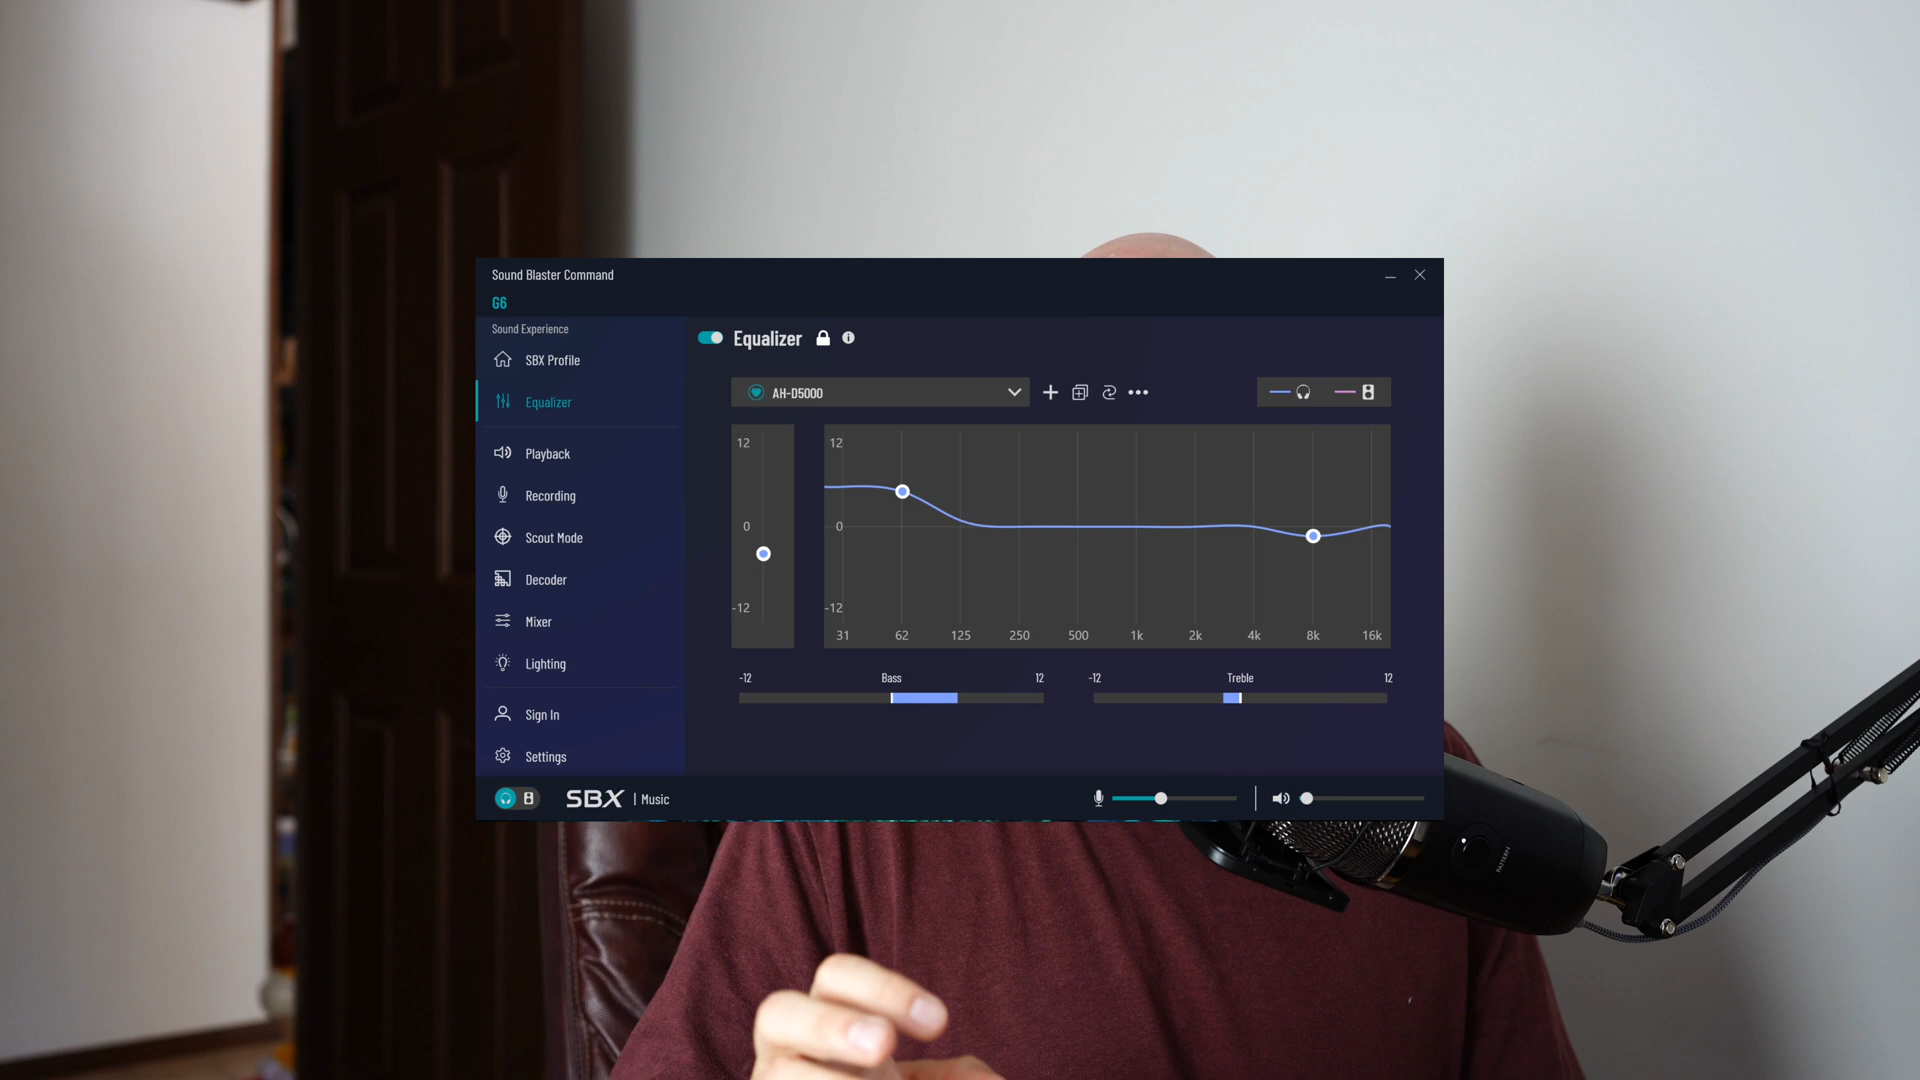 Sound Blaster Command
G6
Sound Experience
SBX Profile
Equalizer
Playback
Recording
Scout Mode
Decoder
Mixer
Lighting
Sign In
Settings
Equalizer
AH-D5000
12
0
-12
12
0
-12
31 62 125 250 500 1k 2k 4k 8k 16k
-12 Bass 12
-12 Treble 12
SBX | Music
PATTERN